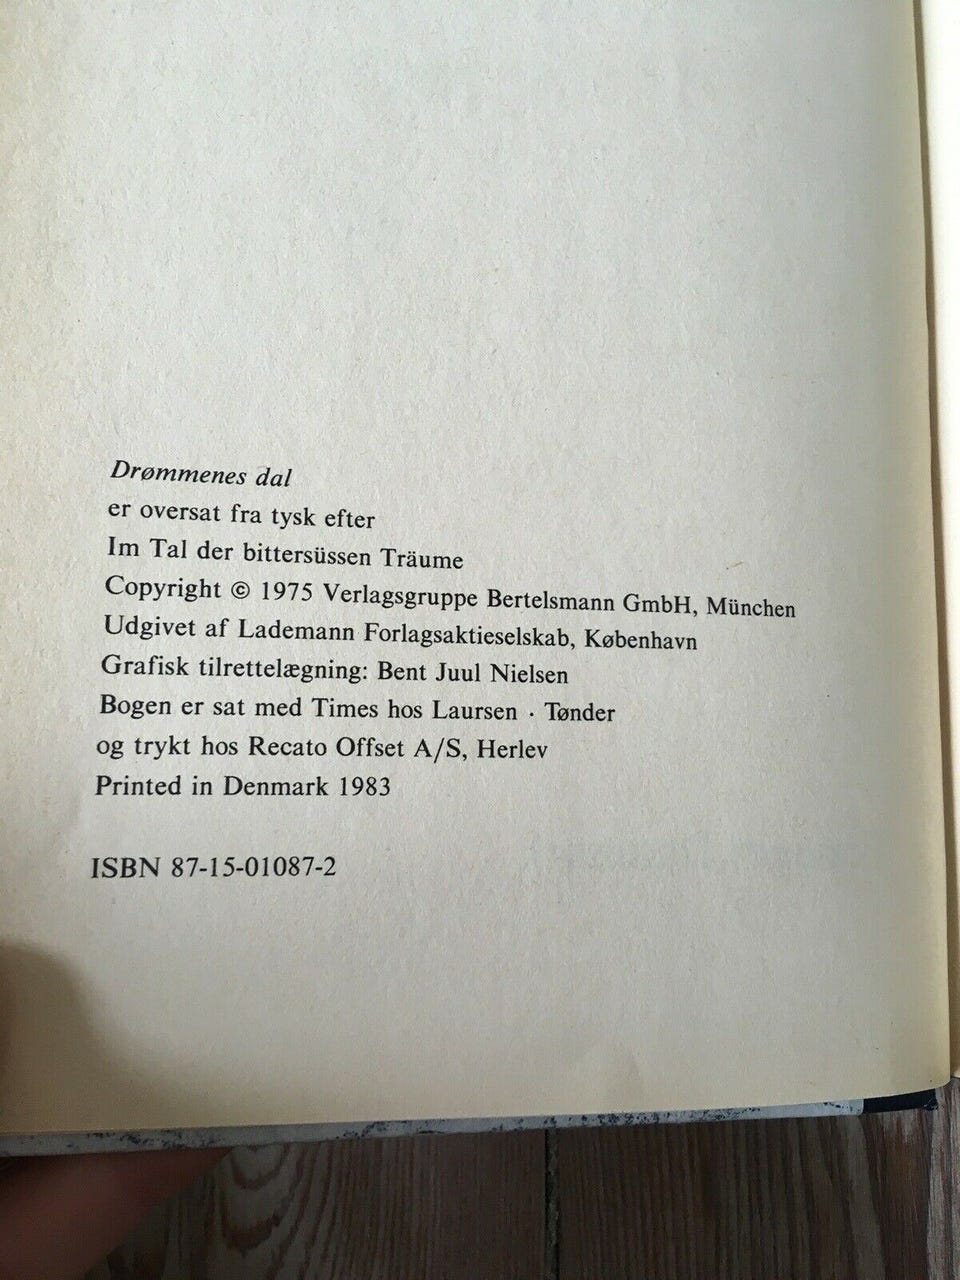 Drømmenes dal
er oversat fra tysk efter
Im Tal der bittersüssen Träume
Copyright © 1975 Verlagsgruppe Bertelsmann GmbH, München
Udgivet af Lademann Forlagsaktieselskab, København
Grafisk tilrettelægning: Bent Juul Nielsen
Bogen er sat med Times hos Laursen · Tønder
og trykt hos Recato Offset A/S, Herlev
Printed in Denmark 1983
ISBN 87-15-01087-2